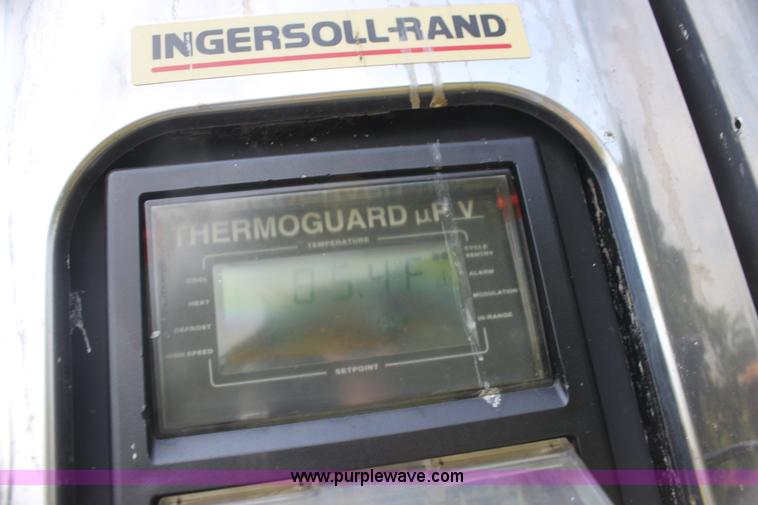 INGERSOLL-RAND
THERMOGUARD µP V
TEMPERATURE
CYCLE SENTRY
COOL
ALARM
HEAT
MODULATION
DEFROST
IN-RANGE
HIGH SPEED
SETPOINT
www.purplewave.com